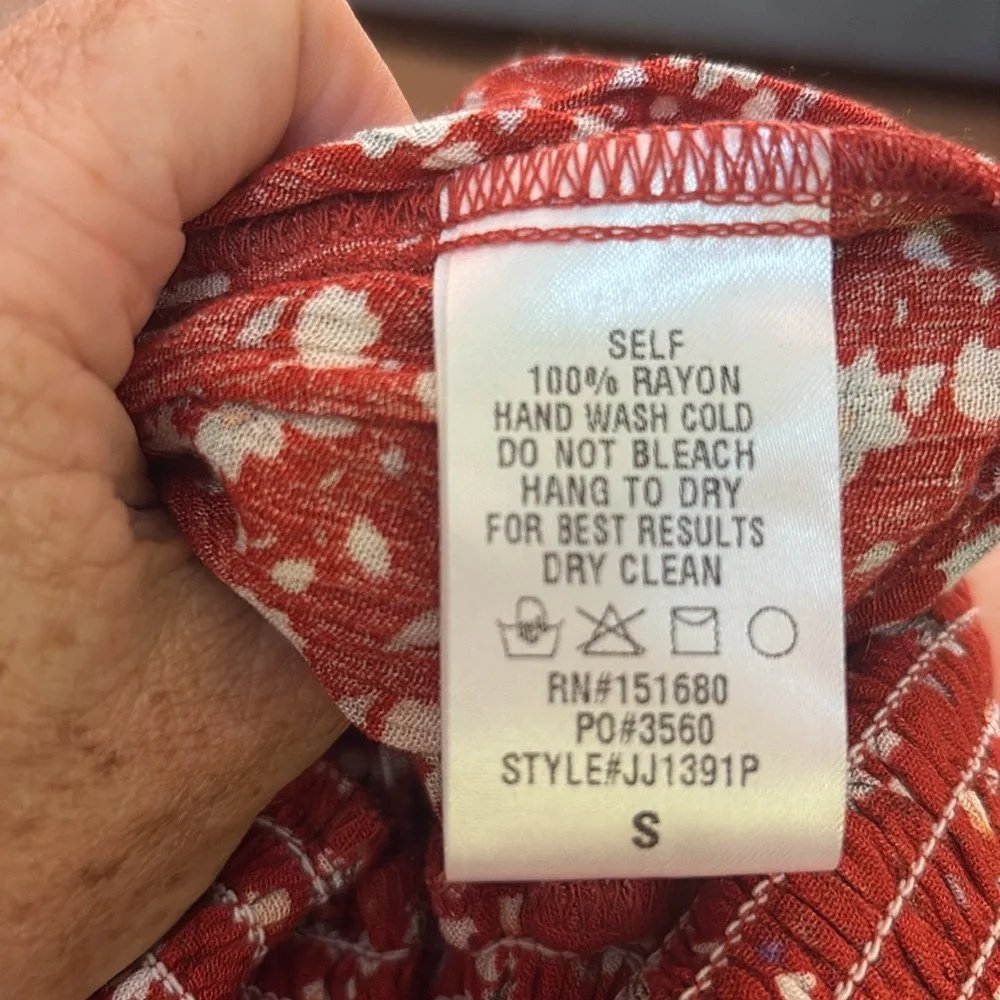 SELF
100% RAYON
HAND WASH COLD
DO NOT BLEACH
HANG TO DRY
FOR BEST RESULTS
DRY CLEAN
RN#151680
PO#3560
STYLE#JJ1391P
S